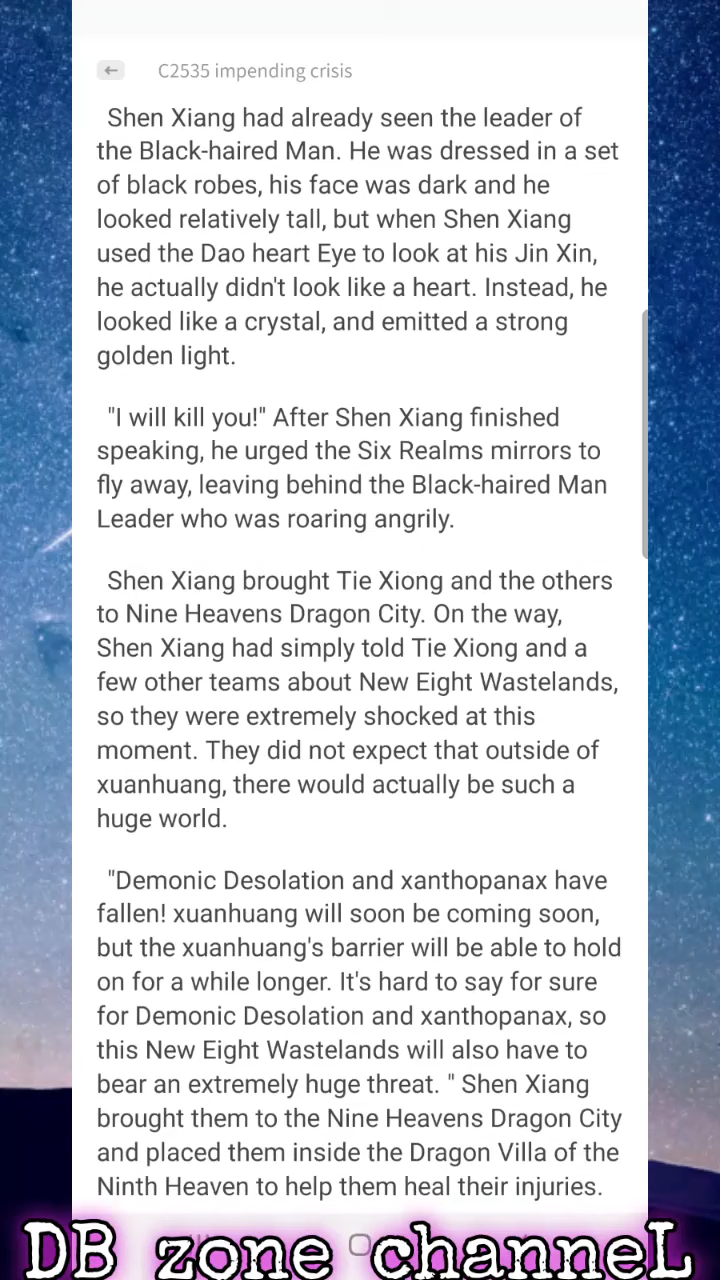 C2535 impending crisis
Shen Xiang had already seen the leader of
the Black-haired Man. He was dressed in a set
of black robes, his face was dark and he
looked relatively tall, but when Shen Xiang
used the Dao heart Eye to look at his Jin Xin,
he actually didn't look like a heart. Instead, he
looked like a crystal, and emitted a strong
golden light.
"I will kill you!" After Shen Xiang finished
speaking, he urged the Six Realms mirrors to
fly away, leaving behind the Black-haired Man
Leader who was roaring angrily.
Shen Xiang brought Tie Xiong and the others
to Nine Heavens Dragon City. On the way,
Shen Xiang had simply told Tie Xiong and a
few other teams about New Eight Wastelands,
so they were extremely shocked at this
moment. They did not expect that outside of
xuanhuang, there would actually be such a
huge world.
"Demonic Desolation and xanthopanax have
fallen! xuanhuang will soon be coming soon,
but the xuanhuang's barrier will be able to hold
on for a while longer. It's hard to say for sure
for Demonic Desolation and xanthopanax, so
this New Eight Wastelands will also have to
bear an extremely huge threat. " Shen Xiang
brought them to the Nine Heavens Dragon City
and placed them inside the Dragon Villa of the
Ninth Heaven to help them heal their injuries.
DB zone channeL